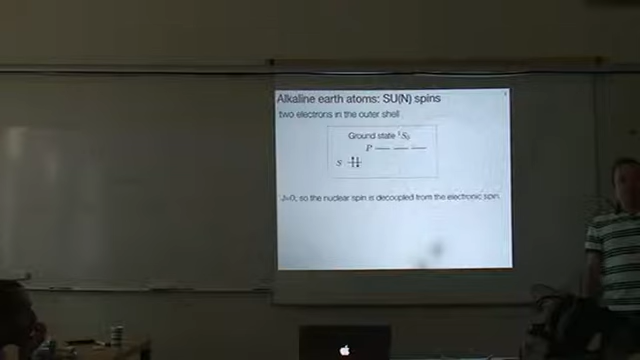 Alkaline earth atoms: SU(N) spins
two electrons in the outer shell
Ground state ¹S₀
P
S
J=0, so the nuclear spin is decoupled from the electronic spin.